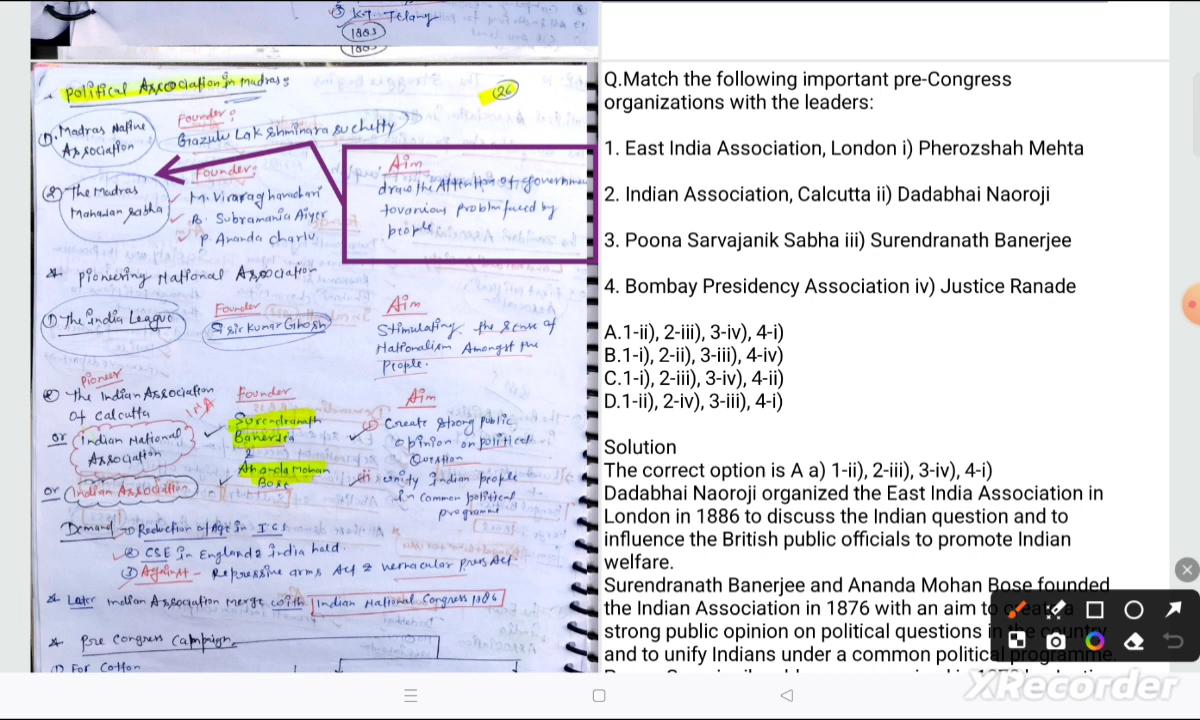 ③ K.T. Telang
1885
Political Association in Madras:
26
①. Madras Native Association
Founder:
Gazulu Lakshminarasu Chetty
② The Madras Mahajan Sabha
Founder:
M. Viraraghavchari
B. Subramania Aiyer
P. Ananda charlu
Aim
draw the Attention of government
to various problm faced by
people
* Pioneering National Association
① The india League
Founder
Sisir Kumar Ghosh
Aim
Stimulating the sense of
Nationalism Amongst the
People.
Pioneer
② The Indian Association
of Calcutta
or Indian National
Association
INA
or Indian Association
Founder
Surendranath
Banerjea
&
Ananda Mohan
Bose
Aim
① Create Strong public
opinion on political
Question
(ii) unity Indian people
in common political
programme
Demand → ① Reduction of Age in I.C.S
② CSE in England & india held.
③ Against - Repressive arms Act & vernacular press Act
* Later Indian Association merge with Indian National Congress 1886
* Pre Congress Campaign
1) For Cotton
Q.Match the following important pre-Congress
organizations with the leaders:
1. East India Association, London i) Pherozshah Mehta
2. Indian Association, Calcutta ii) Dadabhai Naoroji
3. Poona Sarvajanik Sabha iii) Surendranath Banerjee
4. Bombay Presidency Association iv) Justice Ranade
A.1-ii), 2-iii), 3-iv), 4-i)
B.1-i), 2-ii), 3-iii), 4-iv)
C.1-i), 2-iii), 3-iv), 4-ii)
D.1-ii), 2-iv), 3-iii), 4-i)
Solution
The correct option is A a) 1-ii), 2-iii), 3-iv), 4-i)
Dadabhai Naoroji organized the East India Association in
London in 1886 to discuss the Indian question and to
influence the British public officials to promote Indian
welfare.
Surendranath Banerjee and Ananda Mohan Bose founded
the Indian Association in 1876 with an aim to create a
strong public opinion on political questions in the country
and to unify Indians under a common political programme.
XRecorder